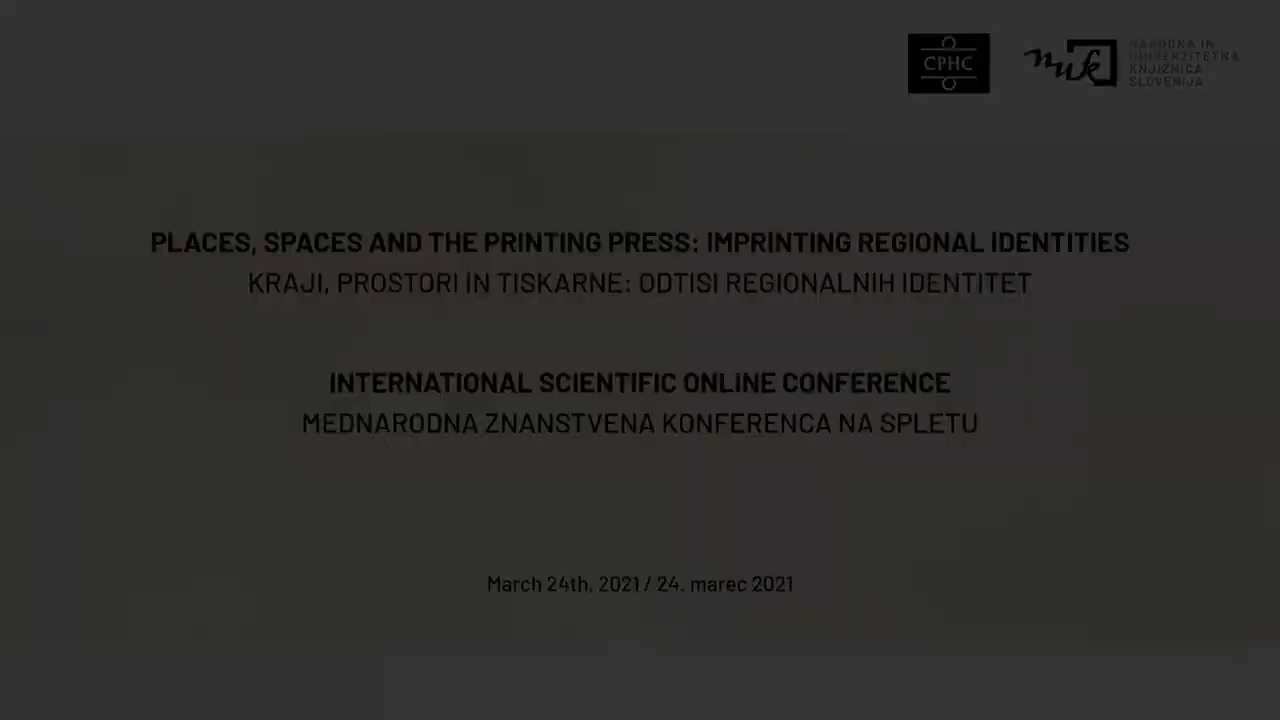 CPHC
nuk
NARODNA IN
UNIVERZITETNA
KNJIŽNICA
SLOVENIJA
PLACES, SPACES AND THE PRINTING PRESS: IMPRINTING REGIONAL IDENTITIES
KRAJI, PROSTORI IN TISKARNE: ODTISI REGIONALNIH IDENTITET
INTERNATIONAL SCIENTIFIC ONLINE CONFERENCE
MEDNARODNA ZNANSTVENA KONFERENCA NA SPLETU
March 24th, 2021 / 24. marec 2021